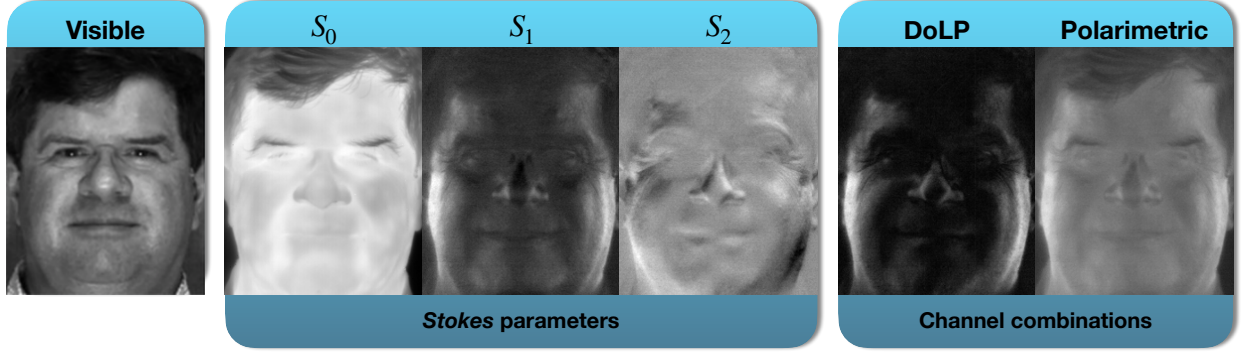 Visible
S₀
S₁
S₂
DoLP
Polarimetric
Stokes parameters
Channel combinations